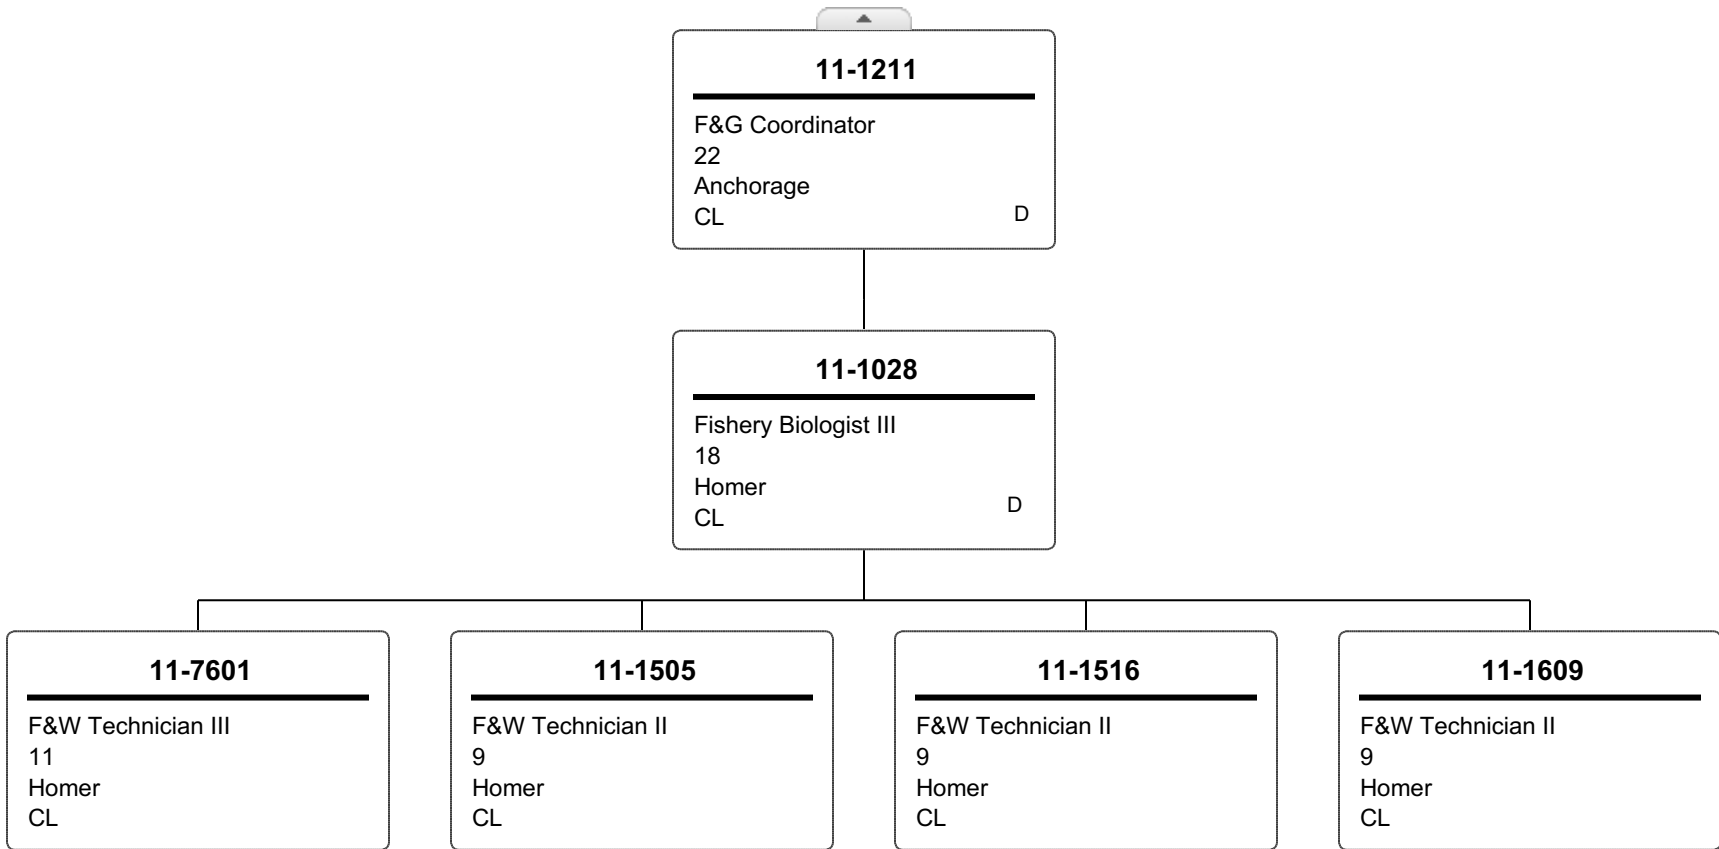 11-1211
F&G Coordinator
22
Anchorage
CL
D
11-1028
Fishery Biologist III
18
Homer
CL
D
11-7601
F&W Technician III
11
Homer
CL
11-1505
F&W Technician II
9
Homer
CL
11-1516
F&W Technician II
9
Homer
CL
11-1609
F&W Technician II
9
Homer
CL